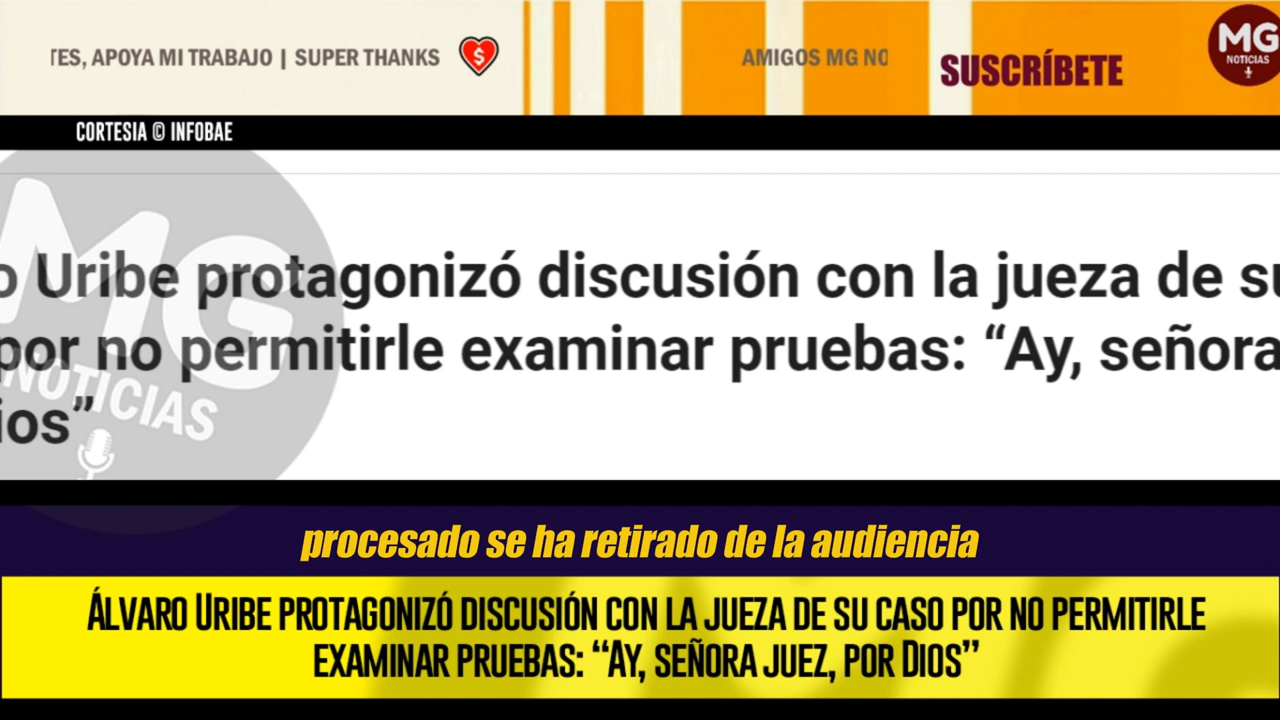 TES, APOYA MI TRABAJO | SUPER THANKS
AMIGOS MG NO
SUSCRÍBETE
MG
NOTICIAS
CORTESIA © INFOBAE
o Uribe protagonizó discusión con la jueza de su
por no permitirle examinar pruebas: “Ay, señora
ios”
MG
NOTICIAS
procesado se ha retirado de la audiencia
ÁLVARO URIBE PROTAGONIZÓ DISCUSIÓN CON LA JUEZA DE SU CASO POR NO PERMITIRLE
EXAMINAR PRUEBAS: “AY, SEÑORA JUEZ, POR DIOS”